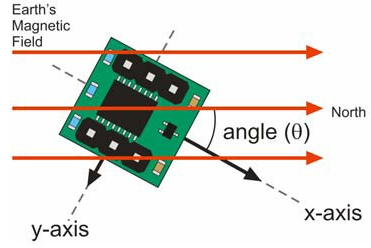 Earth's
Magnetic
Field
North
angle (θ)
x-axis
y-axis